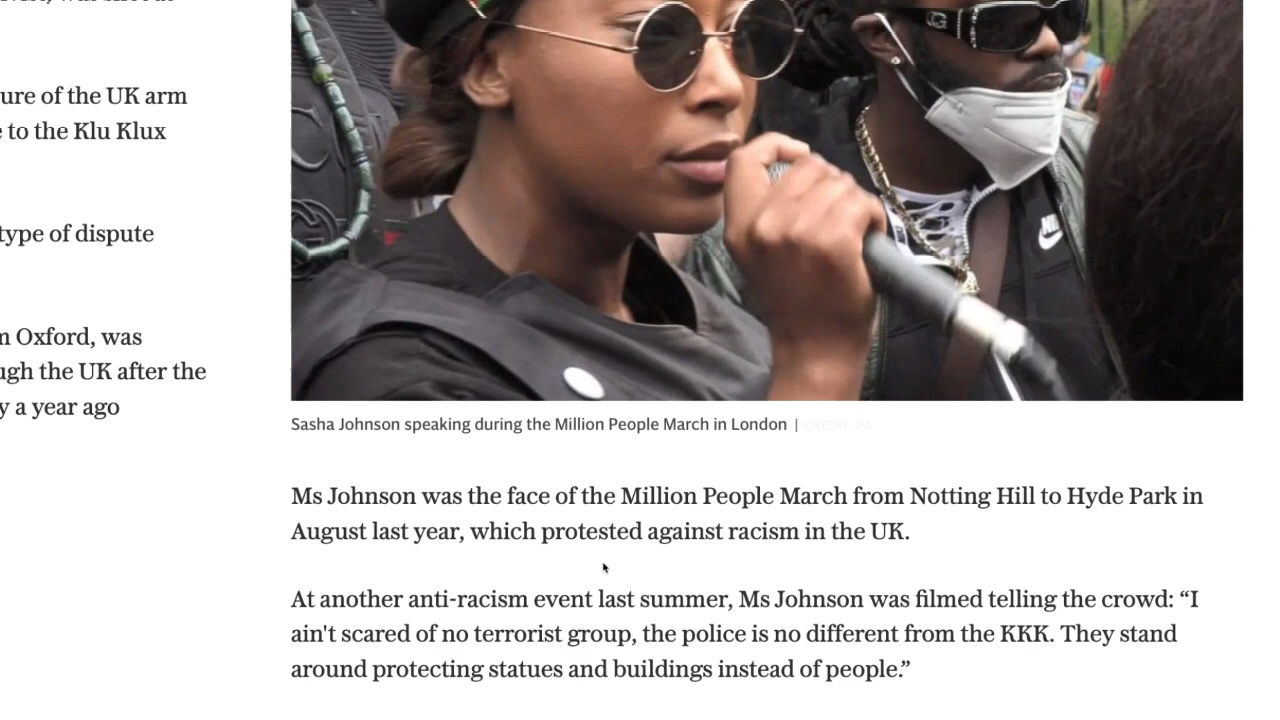 ure of the UK arm
to the Klu Klux
type of dispute
Oxford, was
ugh the UK after the
y a year ago
Sasha Johnson speaking during the Million People March in London | CREDIT: PA
Ms Johnson was the face of the Million People March from Notting Hill to Hyde Park in
August last year, which protested against racism in the UK.
At another anti-racism event last summer, Ms Johnson was filmed telling the crowd: “I
ain't scared of no terrorist group, the police is no different from the KKK. They stand
around protecting statues and buildings instead of people.”